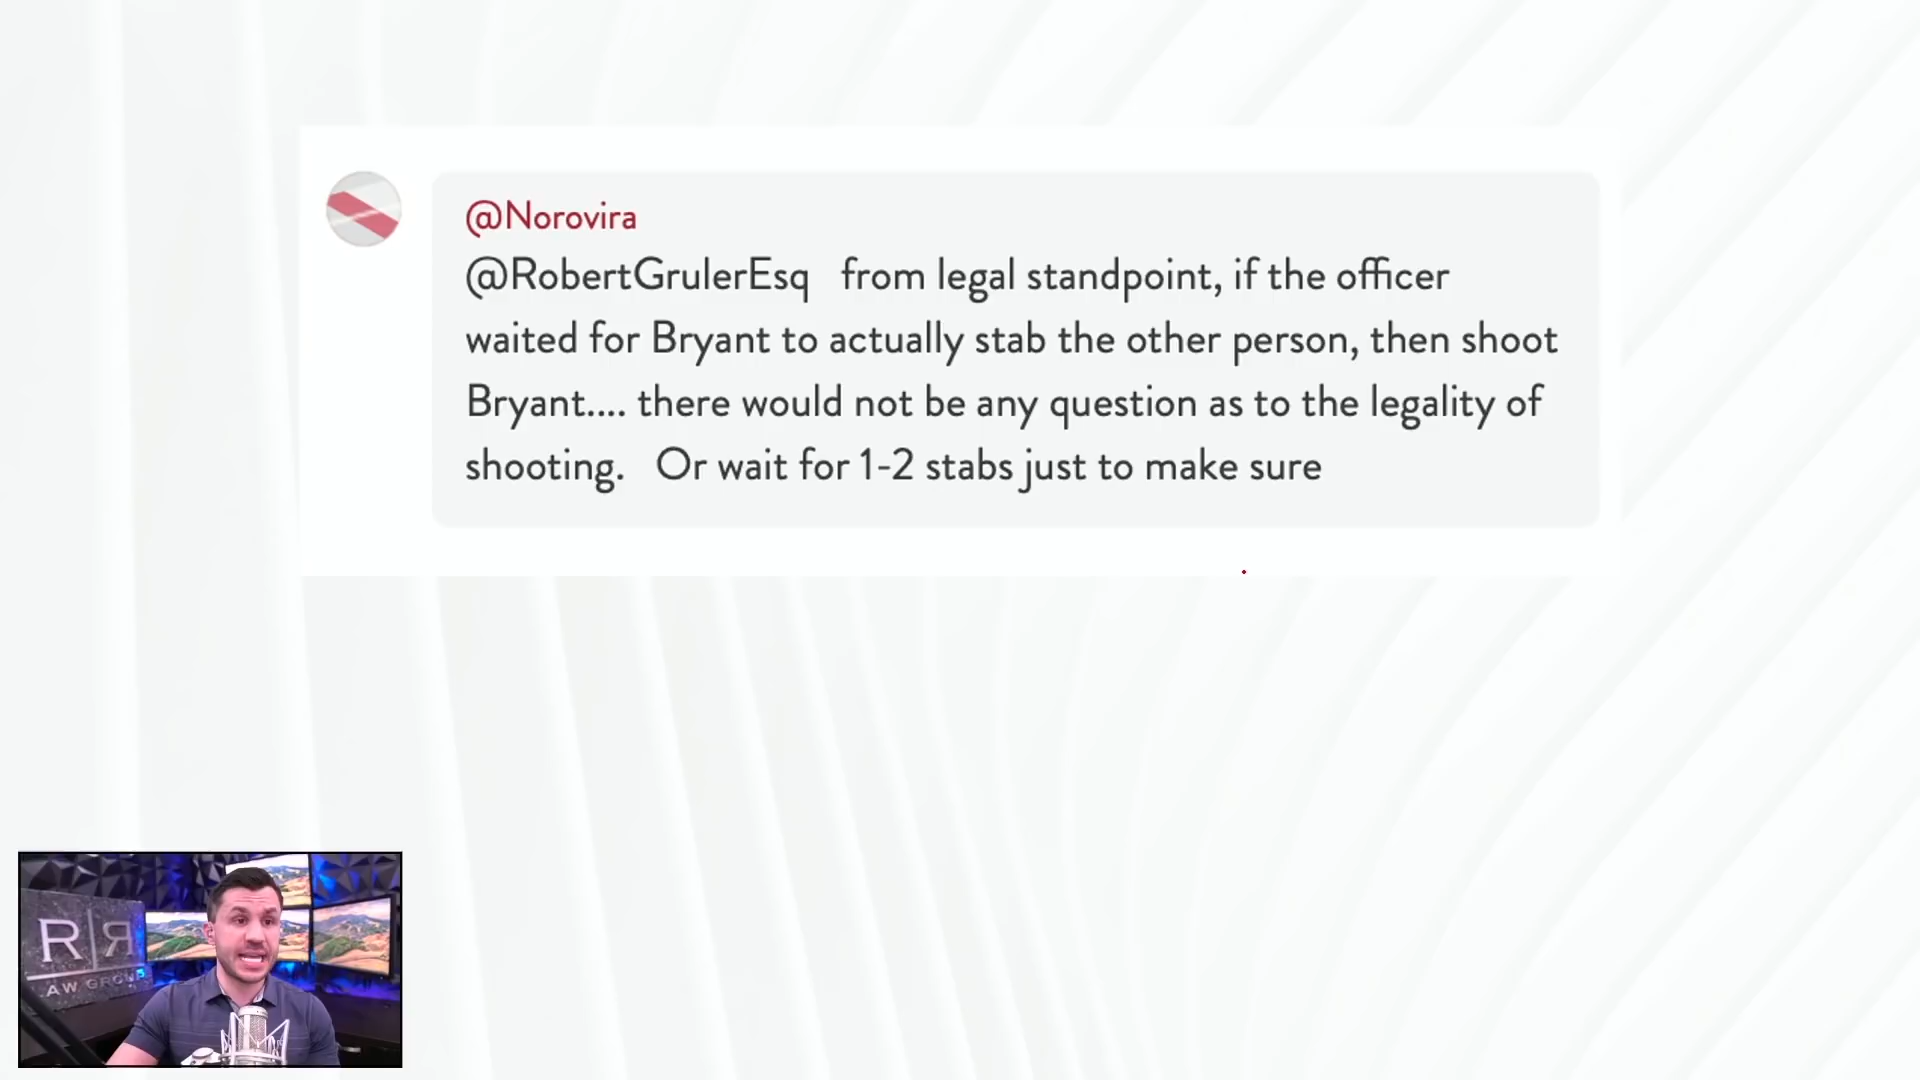 @Norovira
@RobertGrulerEsq from legal standpoint, if the officer
waited for Bryant to actually stab the other person, then shoot
Bryant.... there would not be any question as to the legality of
shooting. Or wait for 1-2 stabs just to make sure
R|R
AW GROUP